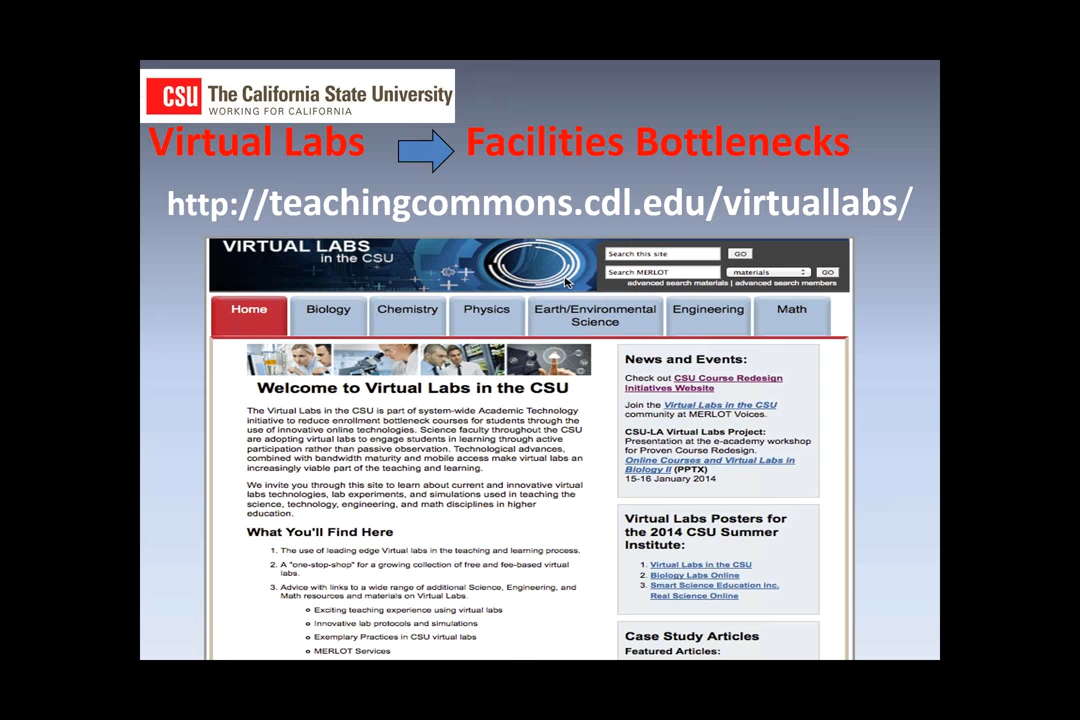 CSU The California State University
WORKING FOR CALIFORNIA
Virtual Labs Facilities Bottlenecks
http://teachingcommons.cdl.edu/virtuallabs/
VIRTUAL LABS
in the CSU
Search this site GO
Search MERLOT materials GO
advanced search materials | advanced search members
Home Biology Chemistry Physics Earth/Environmental Science Engineering Math
Welcome to Virtual Labs in the CSU
The Virtual Labs in the CSU is part of system-wide Academic Technology
initiative to reduce enrollment bottleneck courses for students through the
use of innovative online technologies. Science faculty throughout the CSU
are adopting virtual labs to engage students in learning through active
participation rather than passive observation. Technological advances,
combined with bandwidth maturity and mobile access make virtual labs an
increasingly viable part of the teaching and learning.
We invite you through this site to learn about current and innovative virtual
labs technologies, lab experiments, and simulations used in teaching the
science, technology, engineering, and math disciplines in higher
education.
What You'll Find Here
1. The use of leading edge Virtual labs in the teaching and learning process.
2. A "one-stop-shop" for a growing collection of free and fee-based virtual
labs.
3. Advice with links to a wide range of additional Science, Engineering, and
Math resources and materials on Virtual Labs.
Exciting teaching experience using virtual labs
Innovative lab protocols and simulations
Exemplary Practices in CSU virtual labs
MERLOT Services
News and Events:
Check out CSU Course Redesign
Initiatives Website
Join the Virtual Labs in the CSU
community at MERLOT Voices.
CSU-LA Virtual Labs Project:
Presentation at the e-academy workshop
for Proven Course Redesign.
Online Courses and Virtual Labs in
Biology II (PPTX)
15-16 January 2014
Virtual Labs Posters for
the 2014 CSU Summer
Institute:
1. Virtual Labs in the CSU
2. Biology Labs Online
3. Smart Science Education Inc.
Real Science Online
Case Study Articles
Featured Articles: